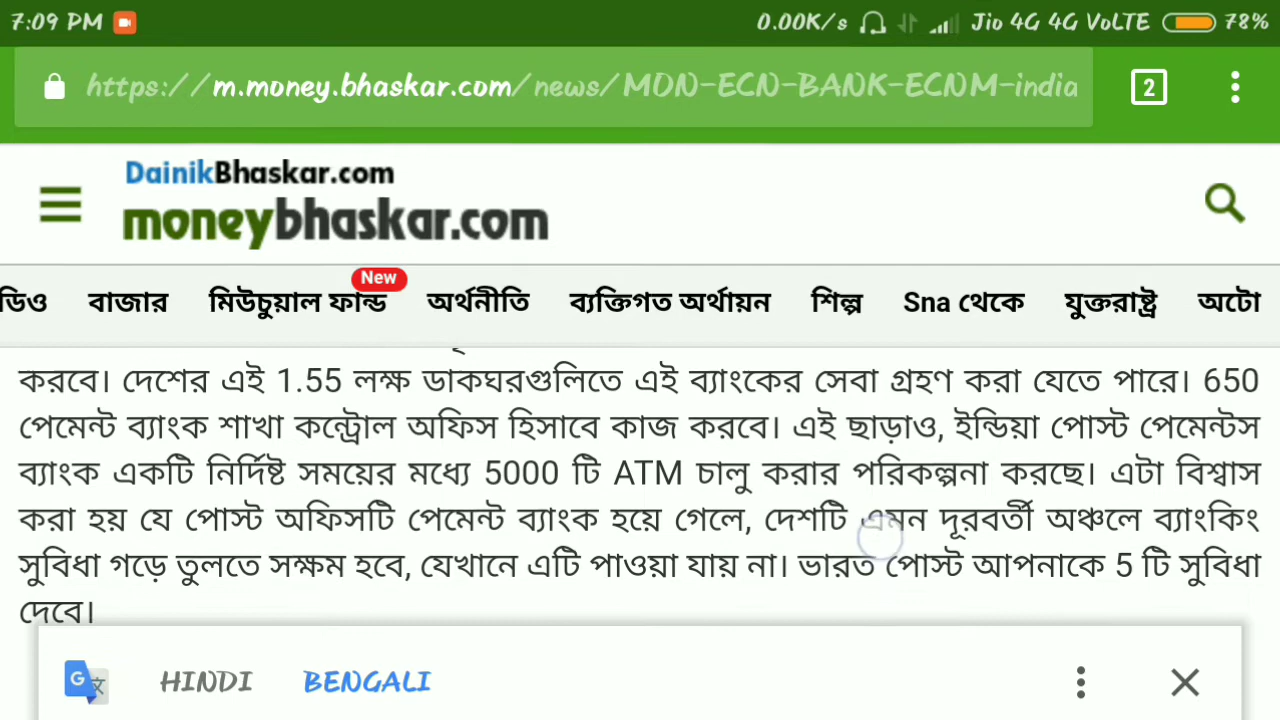 7:09 PM 0.00K/s Jio 4G 4G VoLTE 78%
https://m.money.bhaskar.com/news/MON-ECN-BANK-ECNM-india 2
DainikBhaskar.com
moneybhaskar.com
New
ডিও বাজার মিউচুয়াল ফান্ড অর্থনীতি ব্যক্তিগত অর্থায়ন শিল্প Sna থেকে যুক্তরাষ্ট্র অটো
করবে। দেশের এই 1.55 লক্ষ ডাকঘরগুলিতে এই ব্যাংকের সেবা গ্রহণ করা যেতে পারে। 650
পেমেন্ট ব্যাংক শাখা কন্ট্রোল অফিস হিসাবে কাজ করবে। এই ছাড়াও, ইন্ডিয়া পোস্ট পেমেন্টস
ব্যাংক একটি নির্দিষ্ট সময়ের মধ্যে 5000 টি ATM চালু করার পরিকল্পনা করছে। এটা বিশ্বাস
করা হয় যে পোস্ট অফিসটি পেমেন্ট ব্যাংক হয়ে গেলে, দেশটি এমন দূরবর্তী অঞ্চলে ব্যাংকিং
সুবিধা গড়ে তুলতে সক্ষম হবে, যেখানে এটি পাওয়া যায় না। ভারত পোস্ট আপনাকে 5 টি সুবিধা
দেবে।
HINDI BENGALI